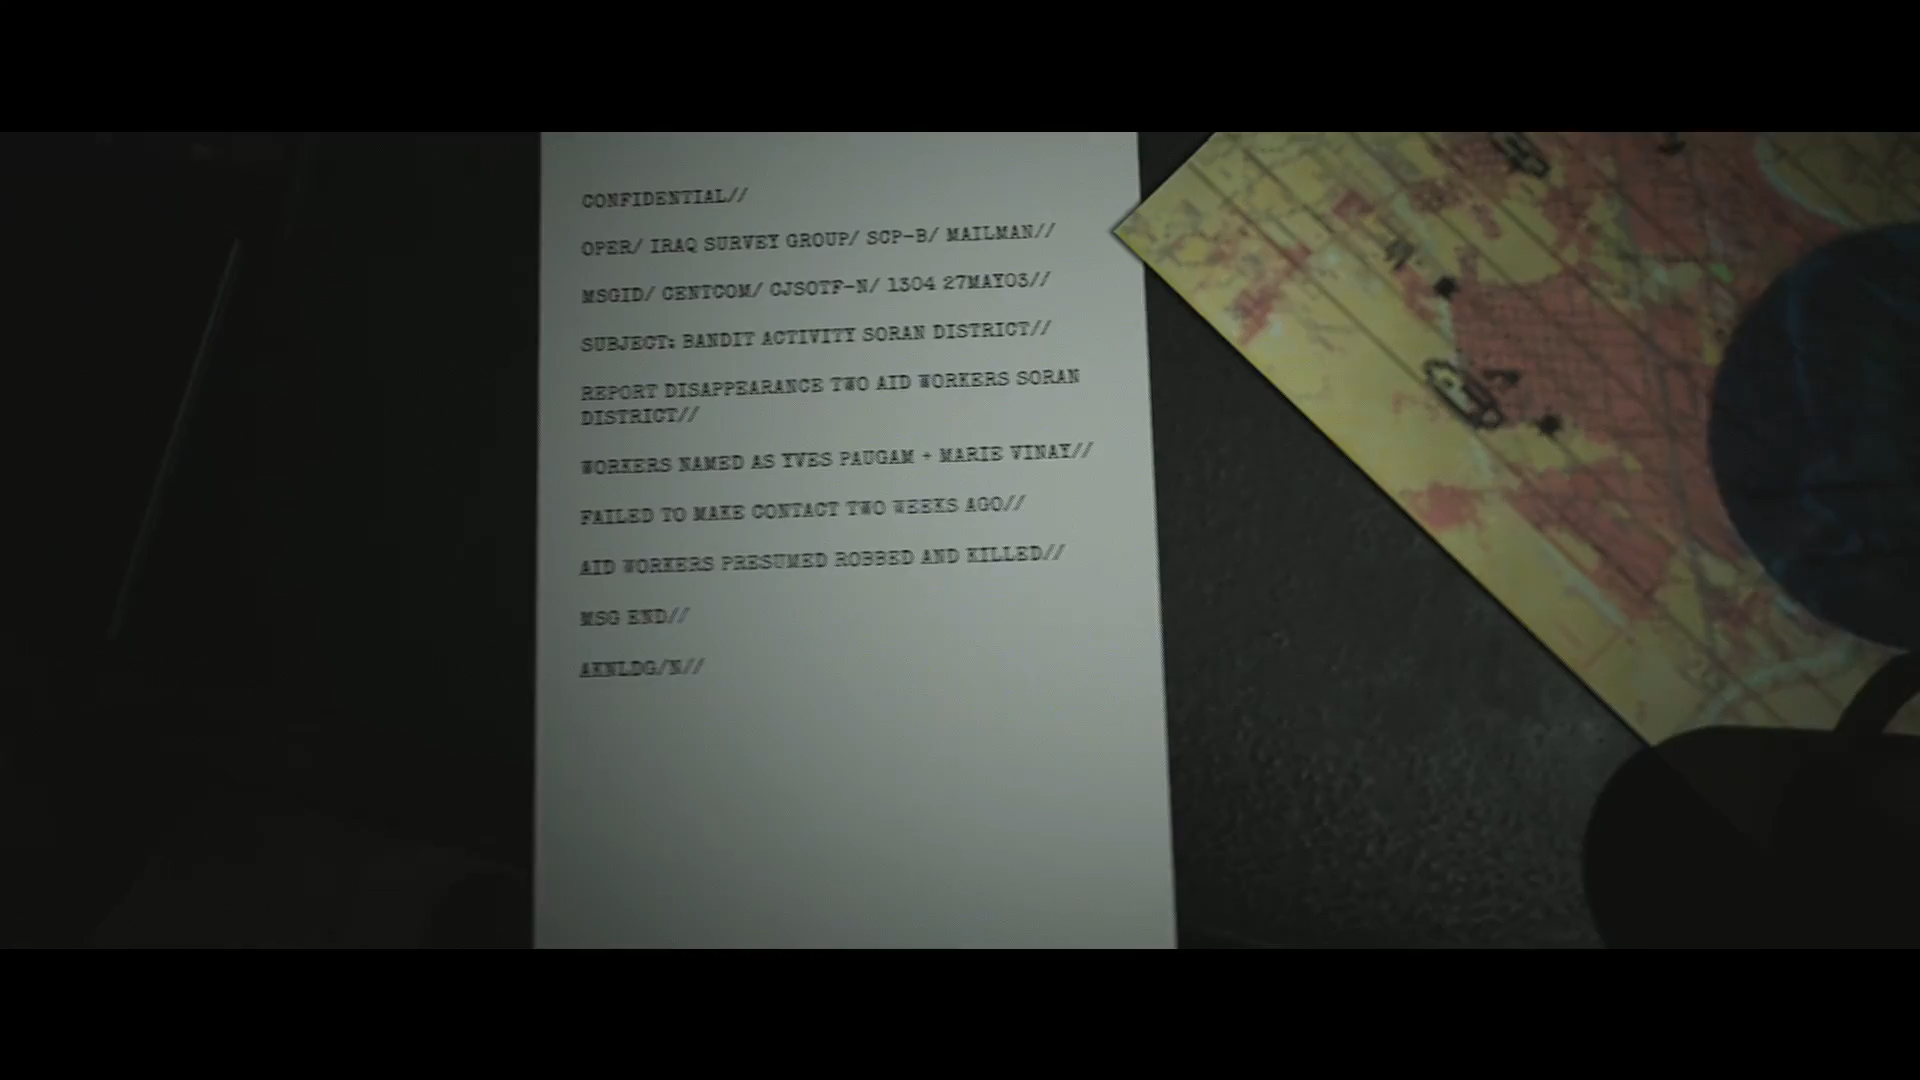 CONFIDENTIAL//
OPER/ IRAQ SURVEY GROUP/ SCP-B/ MAILMAN//
MSGID/ CENTCOM/ CJSOTF-N/ 1304 27MAY03//
SUBJECT: BANDIT ACTIVITY SORAN DISTRICT//
REPORT DISAPPEARANCE TWO AID WORKERS SORAN
DISTRICT//
WORKERS NAMED AS YVES PAUGAM + MARIE VINAY//
FAILED TO MAKE CONTACT TWO WEEKS AGO//
AID WORKERS PRESUMED ROBBED AND KILLED//
MSG END//
AKNLDG/N//